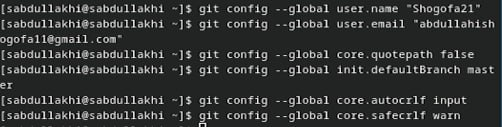 [sabdullakhi@sabdullakhi ~]$ git config --global user.name "Shogofa21"
[sabdullakhi@sabdullakhi ~]$ git config --global user.email "abdullahish
ogofa11@gmail.com"
[sabdullakhi@sabdullakhi ~]$ git config --global core.quotepath false
[sabdullakhi@sabdullakhi ~]$ git config --global init.defaultBranch mast
er
[sabdullakhi@sabdullakhi ~]$ git config --global core.autocrlf input
[sabdullakhi@sabdullakhi ~]$ git config --global core.safecrlf warn